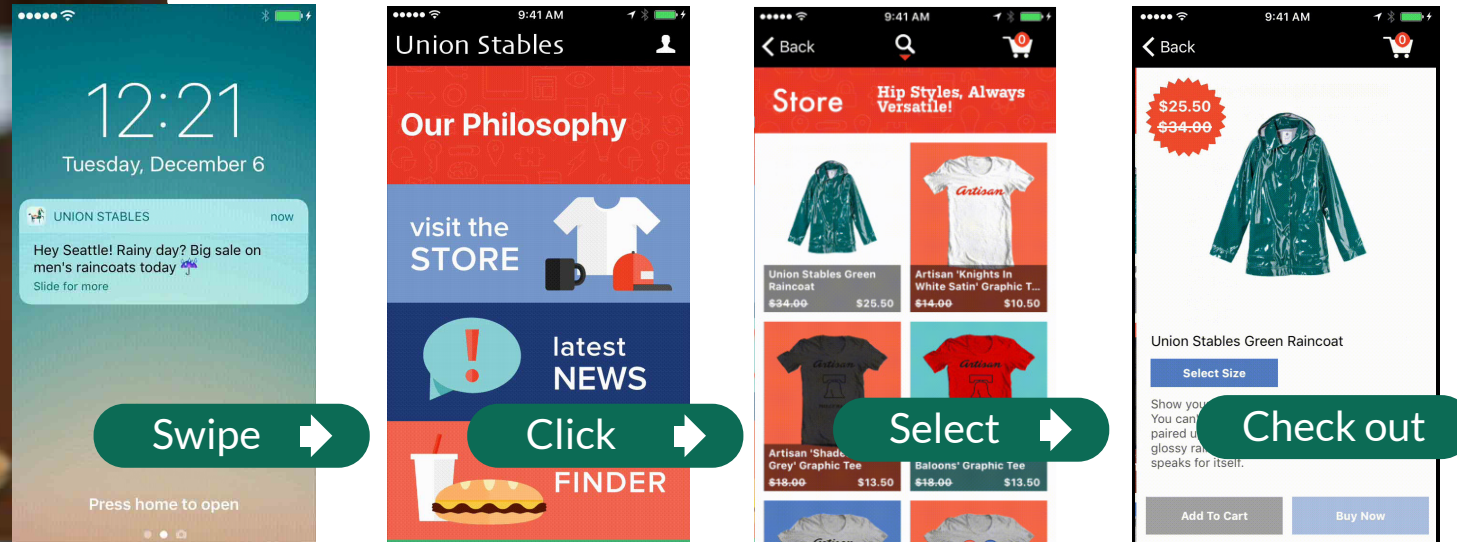 12:21
Tuesday, December 6
UNION STABLES now
Hey Seattle! Rainy day? Big sale on
men's raincoats today
Slide for more
Swipe
Press home to open
9:41 AM
Union Stables
Our Philosophy
visit the
STORE
latest
NEWS
Click
FINDER
9:41 AM
Back
0
Store
Hip Styles, Always
Versatile!
Artisan
Union Stables Green
Raincoat
$34.00 $25.50
Artisan 'Knights In
White Satin' Graphic T...
$14.00 $10.50
Artisan
Artisan
Select
Artisan 'Shade
Grey' Graphic Tee
$18.00 $13.50
Baloons' Graphic Tee
$18.00 $13.50
9:41 AM
Back
0
$25.50
$34.00
Union Stables Green Raincoat
Select Size
Show you
You can'
paired u
glossy rai
speaks for itself.
Check out
Add To Cart
Buy Now